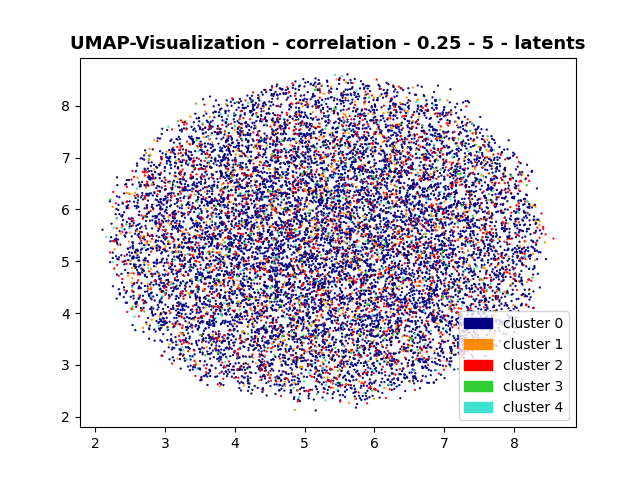 UMAP-Visualization - correlation - 0.25 - 5 - latents
8
7
6
5
4
3
2
2 3 4 5 6 7 8
cluster 0
cluster 1
cluster 2
cluster 3
cluster 4